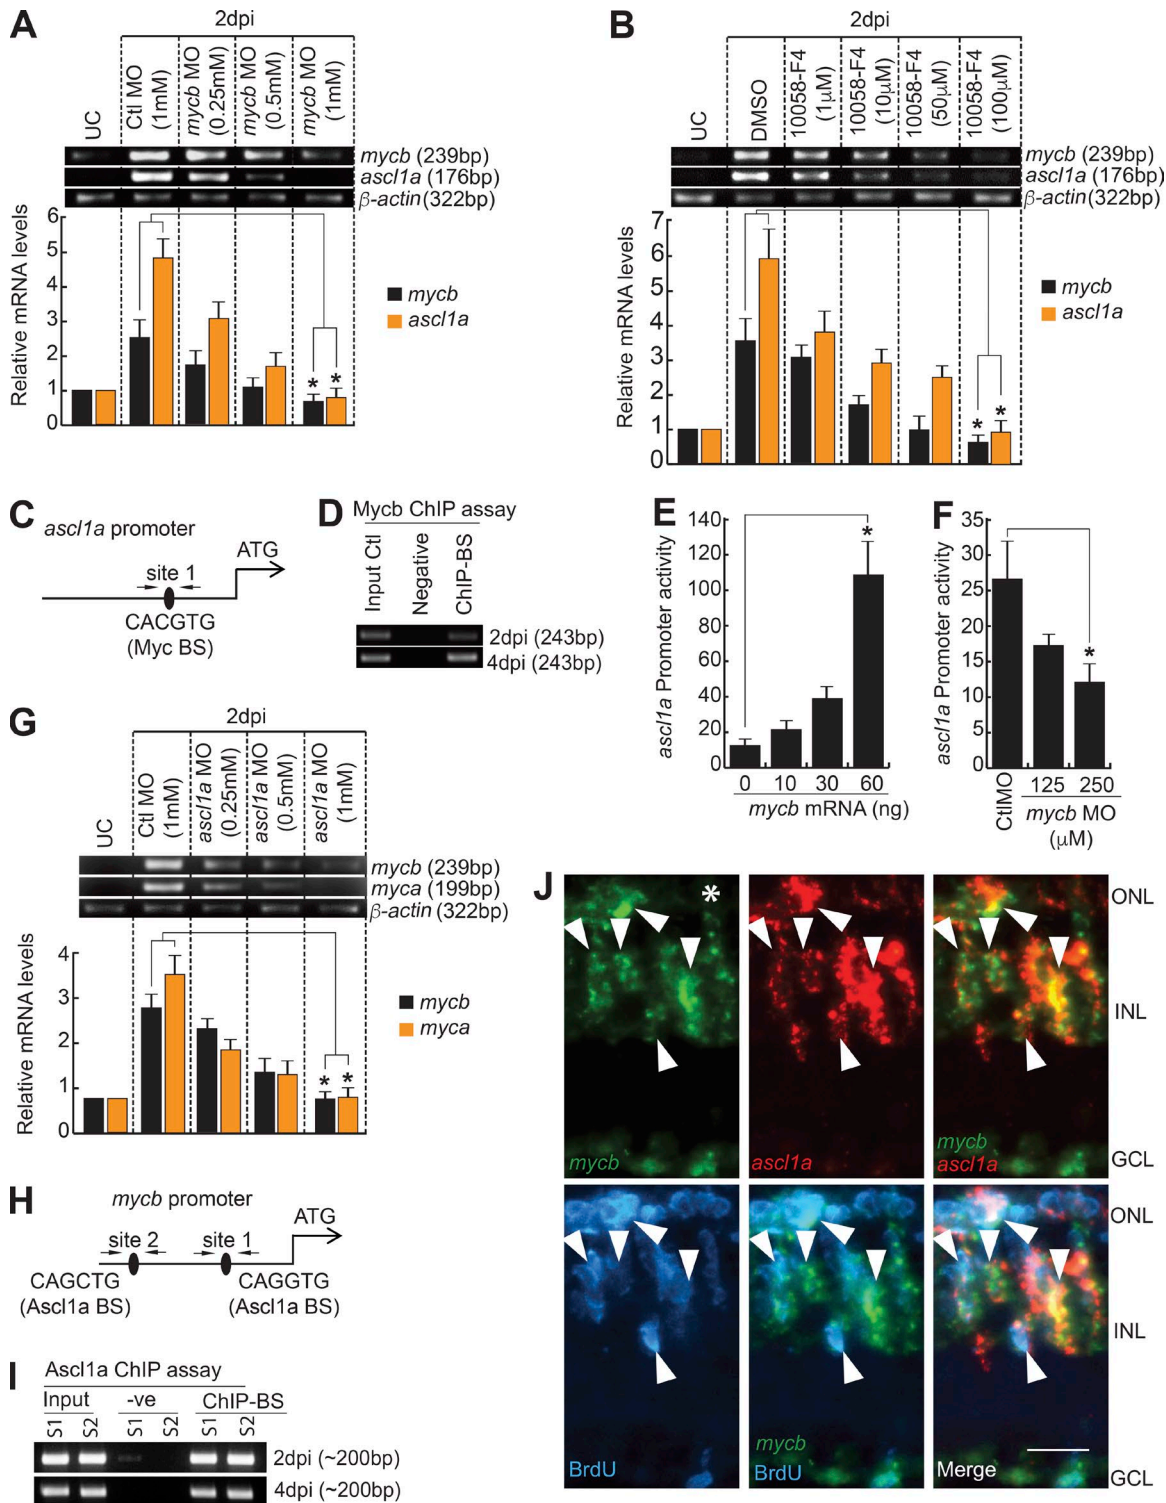 A
2dpi
UC
Ctl MO
(1mM)
mycb MO
(0.25mM)
mycb MO
(0.5mM)
mycb MO
(1mM)
mycb (239bp)
ascl1a (176bp)
β-actin (322bp)
Relative mRNA levels
6
5
4
3
2
1
0
* *
mycb
ascl1a
B
2dpi
UC
DMSO
10058-F4
(1μM)
10058-F4
(10μM)
10058-F4
(50μM)
10058-F4
(100μM)
mycb (239bp)
ascl1a (176bp)
β-actin (322bp)
Relative mRNA levels
7
6
5
4
3
2
1
0
* *
mycb
ascl1a
C
ascl1a promoter
ATG
site 1
CACGTG
(Myc BS)
D
Mycb ChIP assay
Input Ctl
Negative
ChIP-BS
2dpi (243bp)
4dpi (243bp)
E
ascl1a Promoter activity
140
120
100
80
60
40
20
0
*
0 10 30 60
mycb mRNA (ng)
F
ascl1a Promoter activity
35
30
25
20
15
10
5
0
*
CtlMO
125 250
mycb MO
(μM)
G
2dpi
UC
Ctl MO
(1mM)
ascl1a MO
(0.25mM)
ascl1a MO
(0.5mM)
ascl1a MO
(1mM)
mycb (239bp)
myca (199bp)
β-actin (322bp)
Relative mRNA levels
4
3
2
1
0
* *
mycb
myca
H
mycb promoter
ATG
site 2 site 1
CAGCTG CAGGTG
(Ascl1a BS) (Ascl1a BS)
I
Ascl1a ChIP assay
Input -ve ChIP-BS
S1 S2 S1 S2 S1 S2
2dpi (~200bp)
4dpi (~200bp)
J
*
ONL
INL
GCL
mycb
ascl1a
mycb
ascl1a
ONL
INL
GCL
BrdU
mycb
BrdU
Merge